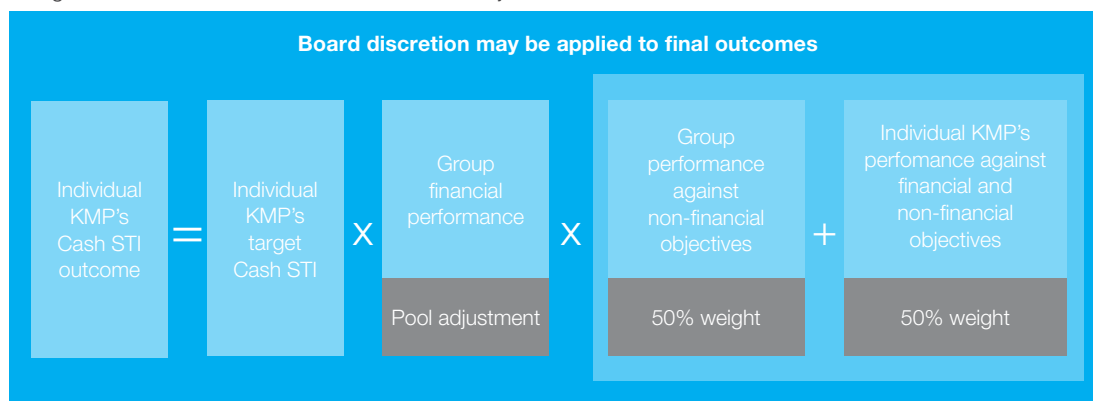 Board discretion may be applied to final outcomes
Individual
KMP's
Cash STI
outcome
=
Individual
KMP's
target
Cash STI
X
Group
financial
performance
Pool adjustment
X
Group
performance
against
non-financial
objectives
50% weight
+
Individual KMP's
perfomance against
financial and
non-financial
objectives
50% weight